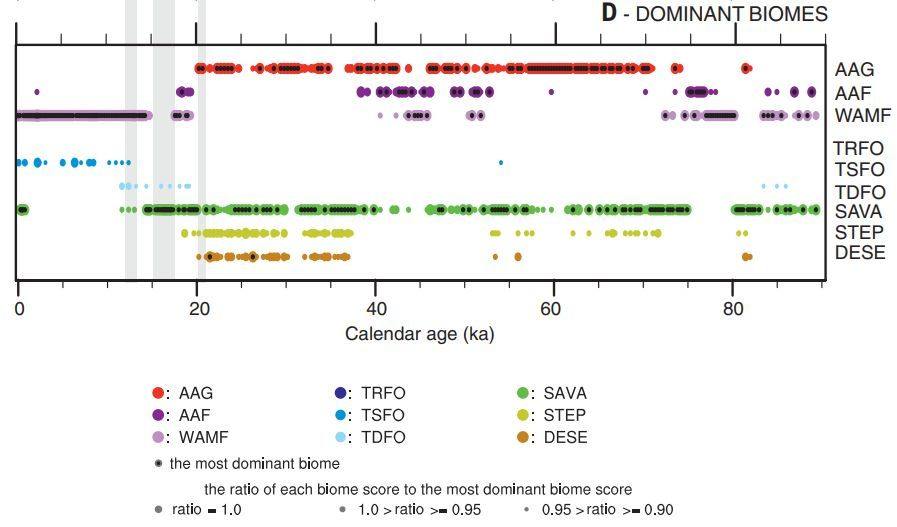 D - DOMINANT BIOMES
AAG
AAF
WAMF
TRFO
TSFO
TDFO
SAVA
STEP
DESE
0 20 40 60 80
Calendar age (ka)
: AAG : TRFO : SAVA
: AAF : TSFO : STEP
: WAMF : TDFO : DESE
the most dominant biome
the ratio of each biome score to the most dominant biome score
ratio = 1.0 1.0 > ratio >= 0.95 0.95 > ratio >= 0.90